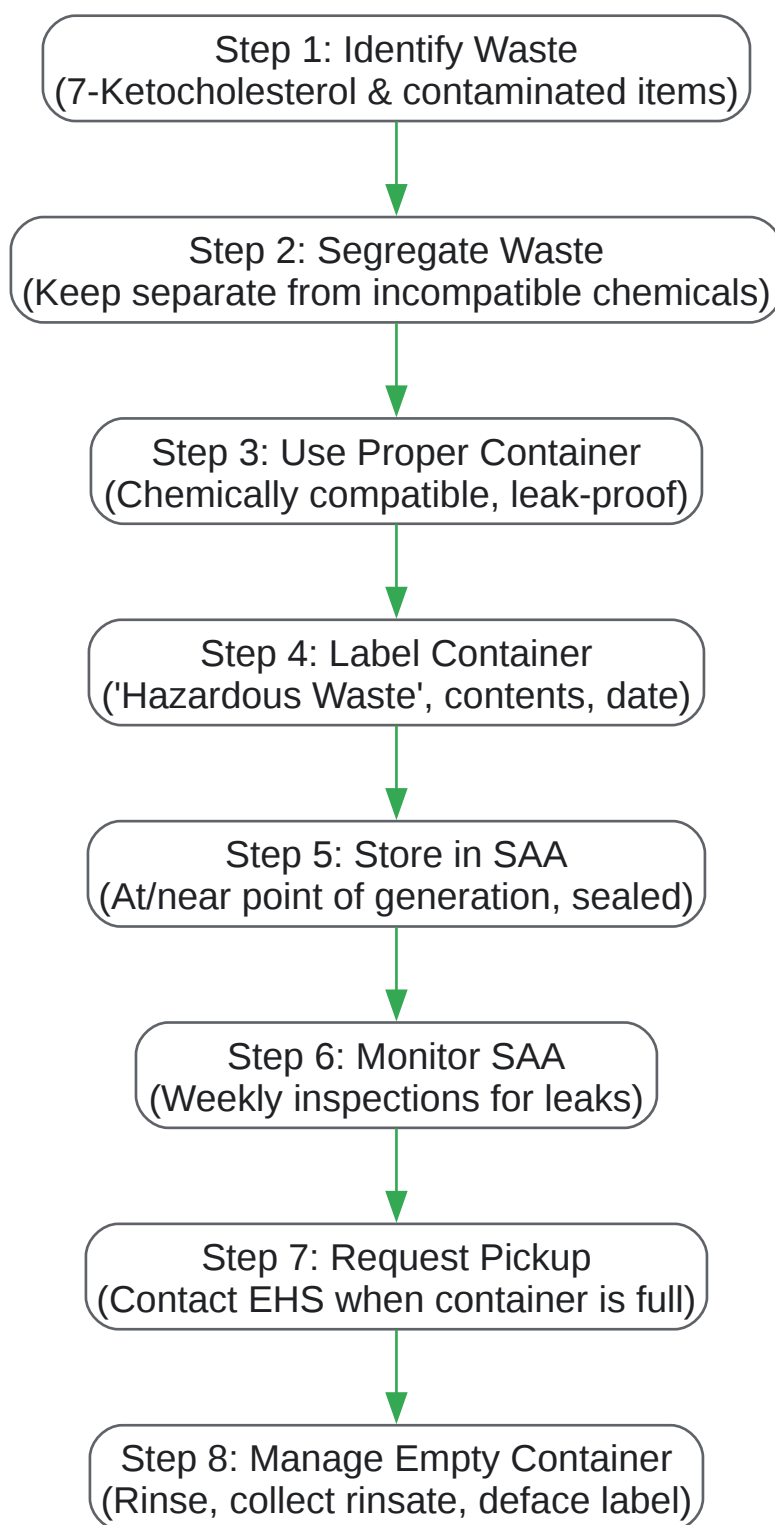 Step 1: Identify Waste
(7-Ketocholesterol & contaminated items)
Step 2: Segregate Waste
(Keep separate from incompatible chemicals)
Step 3: Use Proper Container
(Chemically compatible, leak-proof)
Step 4: Label Container
('Hazardous Waste', contents, date)
Step 5: Store in SAA
(At/near point of generation, sealed)
Step 6: Monitor SAA
(Weekly inspections for leaks)
Step 7: Request Pickup
(Contact EHS when container is full)
Step 8: Manage Empty Container
(Rinse, collect rinsate, deface label)